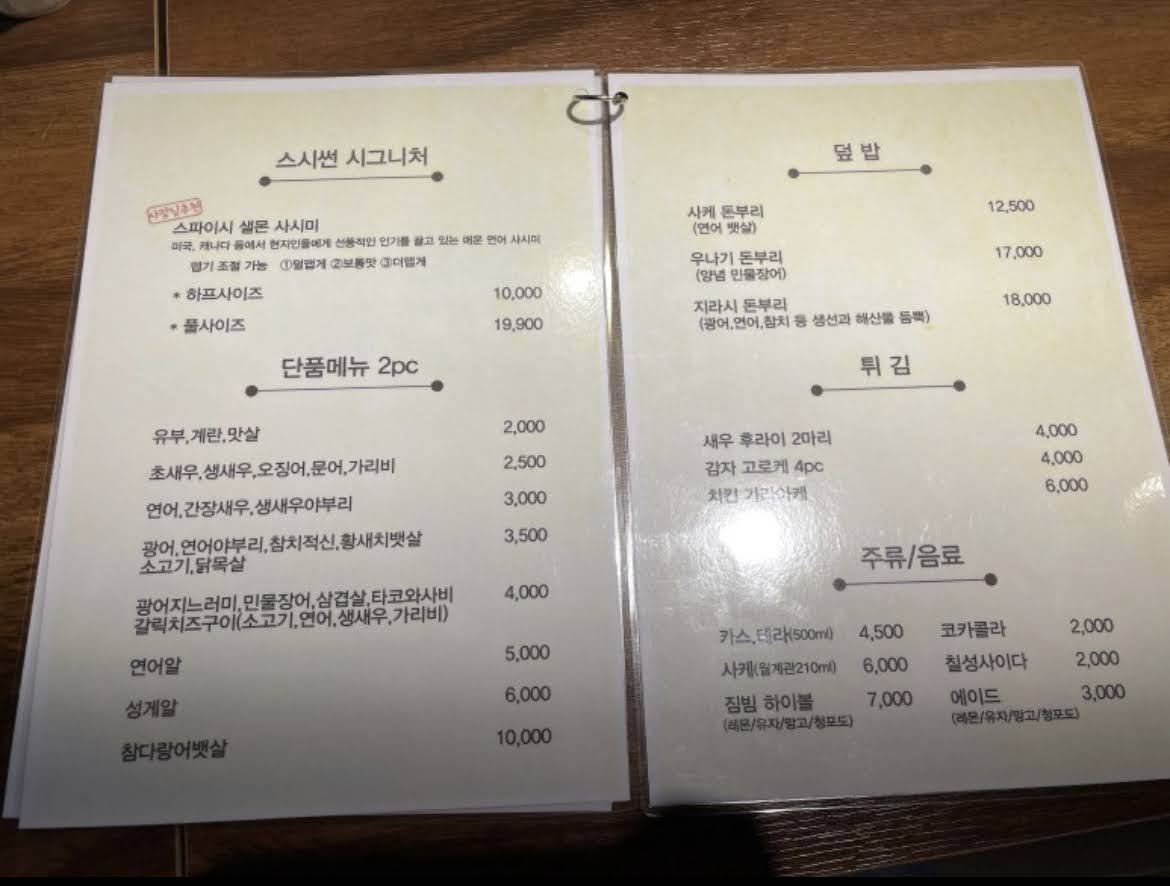 스시썬 시그니처
사장님추천
스파이시 샐몬 사시미
미국, 캐나다 등에서 현지인들에게 선풍적인 인기를 끌고 있는 매운 연어 사시미
맵기 조절 가능 ①덜맵게 ②보통맛 ③더맵게
* 하프사이즈 10,000
* 풀사이즈 19,900
단품메뉴 2pc
유부,계란,맛살 2,000
초새우,생새우,오징어,문어,가리비 2,500
연어,간장새우,생새우야부리 3,000
광어,연어야부리,참치적신,황새치뱃살 3,500
소고기,닭목살
광어지느러미,민물장어,삼겹살,타코와사비 4,000
갈릭치즈구이(소고기,연어,생새우,가리비)
연어알 5,000
성게알 6,000
참다랑어뱃살 10,000
덮 밥
사케 돈부리 12,500
(연어 뱃살)
우나기 돈부리 17,000
(양념 민물장어)
지라시 돈부리 18,000
(광어,연어,참치 등 생선과 해산물 듬뿍)
튀 김
새우 후라이 2마리 4,000
감자 고로케 4pc 4,000
치킨 가라아케 6,000
주류/음료
카스,테라(500ml) 4,500 코카콜라 2,000
사케(월계관210ml) 6,000 칠성사이다 2,000
짐빔 하이볼 7,000 에이드 3,000
(레몬/유자/망고/청포도) (레몬/유자/망고/청포도)